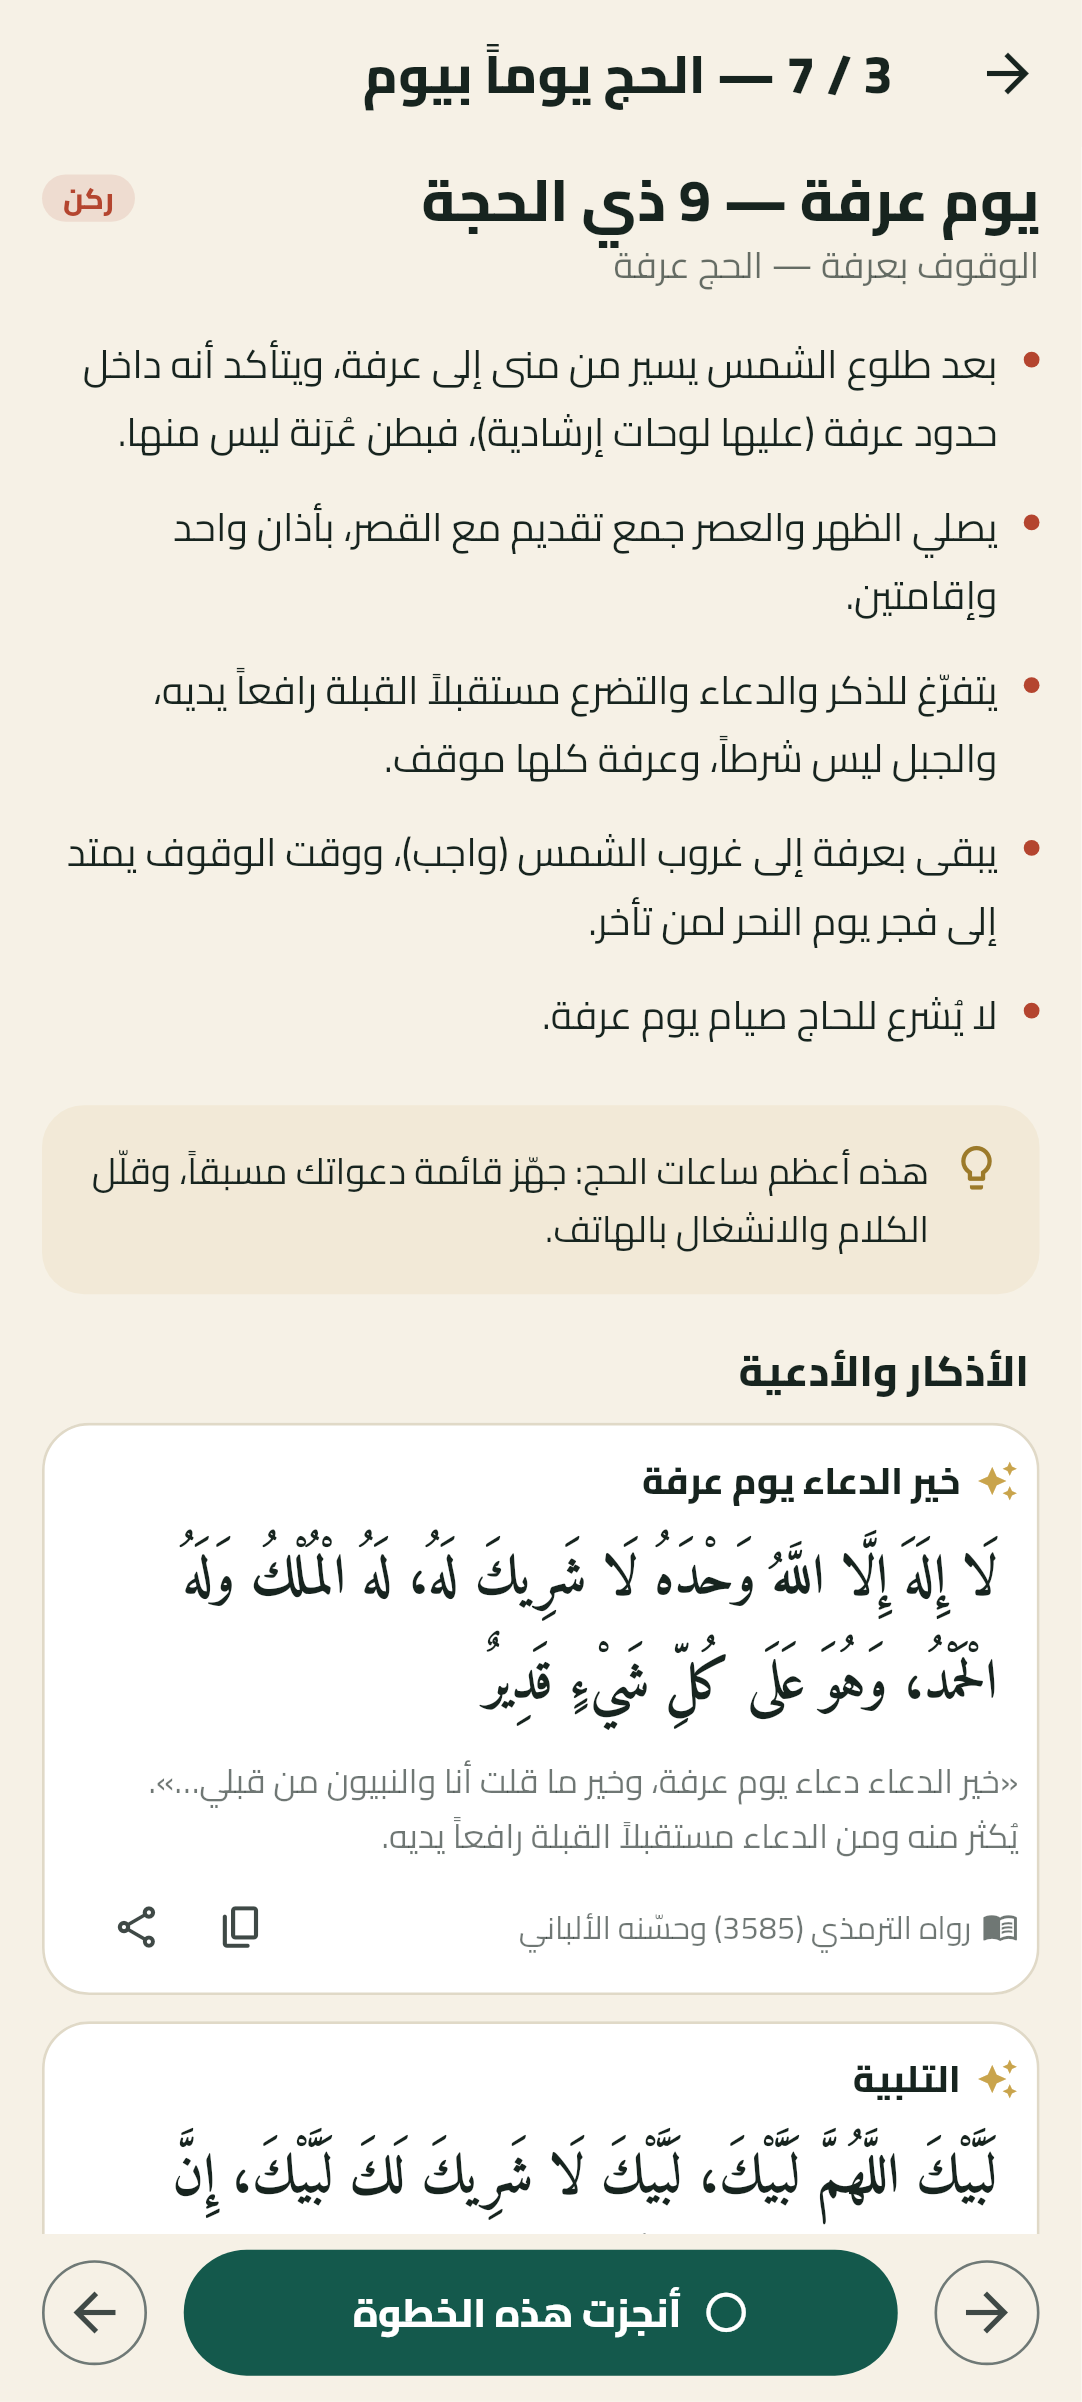 3 / 7 — الحج يوماً بيوم
يوم عرفة — 9 ذي الحجة
ركن
الوقوف بعرفة — الحج عرفة
بعد طلوع الشمس يسير من منى إلى عرفة، ويتأكد أنه داخل
حدود عرفة (عليها لوحات إرشادية)، فبطن عُرَنة ليس منها.
يصلي الظهر والعصر جمع تقديم مع القصر، بأذان واحد
وإقامتين.
يتفرّغ للذكر والدعاء والتضرع مستقبلاً القبلة رافعاً يديه،
والجبل ليس شرطاً، وعرفة كلها موقف.
يبقى بعرفة إلى غروب الشمس (واجب)، ووقت الوقوف يمتد
إلى فجر يوم النحر لمن تأخر.
لا يُشرع للحاج صيام يوم عرفة.
هذه أعظم ساعات الحج: جهّز قائمة دعواتك مسبقاً، وقلّل
الكلام والانشغال بالهاتف.
الأذكار والأدعية
خير الدعاء يوم عرفة
لَا إِلَهَ إِلَّا اللَّهُ وَحْدَهُ لَا شَرِيكَ لَهُ، لَهُ الْمُلْكُ وَلَهُ
الْحَمْدُ، وَهُوَ عَلَى كُلِّ شَيْءٍ قَدِيرٌ
«خير الدعاء دعاء يوم عرفة، وخير ما قلت أنا والنبيون من قبلي...».
يُكثر منه ومن الدعاء مستقبلاً القبلة رافعاً يديه.
رواه الترمذي (3585) وحسّنه الألباني
التلبية
لَبَّيْكَ اللَّهُمَّ لَبَّيْكَ، لَبَّيْكَ لَا شَرِيكَ لَكَ لَبَّيْكَ، إِنَّ
أنجزت هذه الخطوة